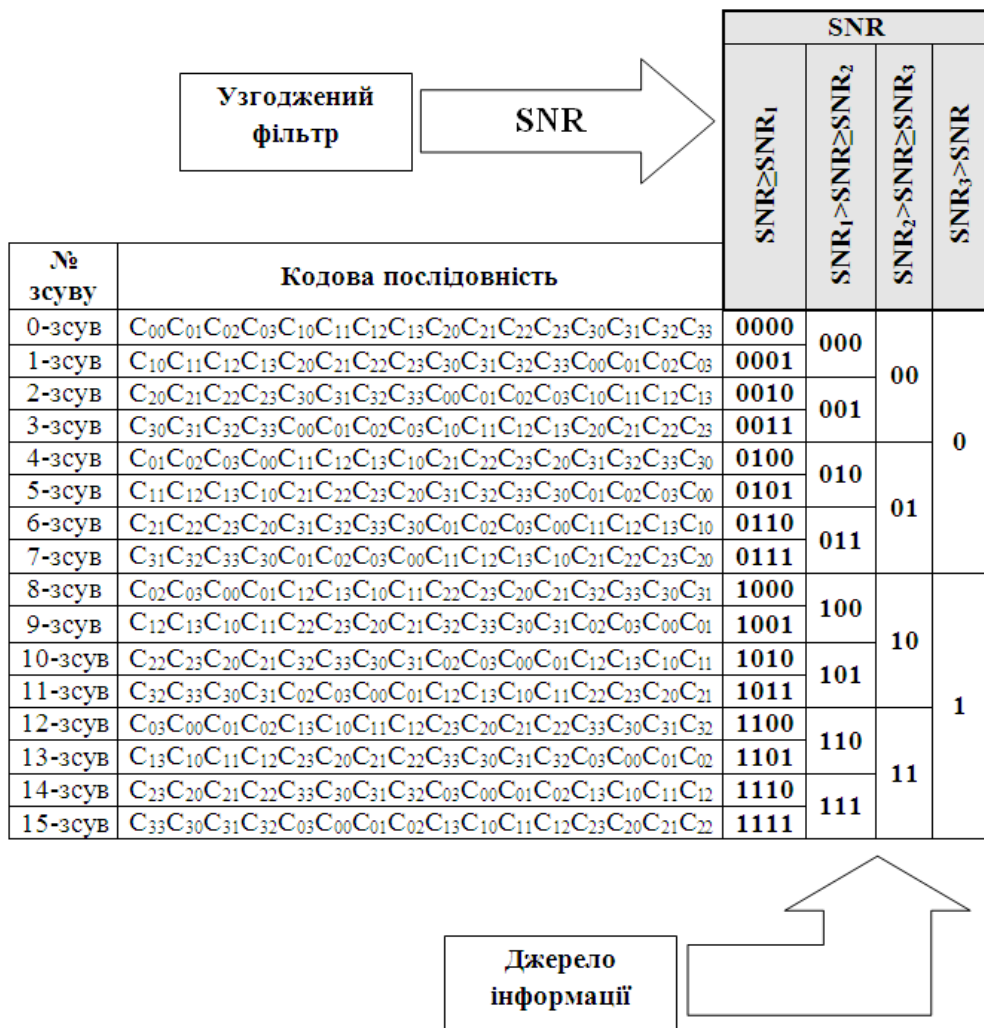 SNR
Узгоджений
фільтр
SNR
SNR≥SNR₁
SNR₁>SNR≥SNR₂
SNR₂>SNR≥SNR₃
SNR₃>SNR
№
зсуву
Кодова послідовність
0-зсув C₀₀C₀₁C₀₂C₀₃C₁₀C₁₁C₁₂C₁₃C₂₀C₂₁C₂₂C₂₃C₃₀C₃₁C₃₂C₃₃ 0000 000 00 0
1-зсув C₁₀C₁₁C₁₂C₁₃C₂₀C₂₁C₂₂C₂₃C₃₀C₃₁C₃₂C₃₃C₀₀C₀₁C₀₂C₀₃ 0001
2-зсув C₂₀C₂₁C₂₂C₂₃C₃₀C₃₁C₃₂C₃₃C₀₀C₀₁C₀₂C₀₃C₁₀C₁₁C₁₂C₁₃ 0010 001
3-зсув C₃₀C₃₁C₃₂C₃₃C₀₀C₀₁C₀₂C₀₃C₁₀C₁₁C₁₂C₁₃C₂₀C₂₁C₂₂C₂₃ 0011
4-зсув C₀₁C₀₂C₀₃C₀₀C₁₁C₁₂C₁₃C₁₀C₂₁C₂₂C₂₃C₂₀C₃₁C₃₂C₃₃C₃₀ 0100 010 01
5-зсув C₁₁C₁₂C₁₃C₁₀C₂₁C₂₂C₂₃C₂₀C₃₁C₃₂C₃₃C₃₀C₀₁C₀₂C₀₃C₀₀ 0101
6-зсув C₂₁C₂₂C₂₃C₂₀C₃₁C₃₂C₃₃C₃₀C₀₁C₀₂C₀₃C₀₀C₁₁C₁₂C₁₃C₁₀ 0110 011
7-зсув C₃₁C₃₂C₃₃C₃₀C₀₁C₀₂C₀₃C₀₀C₁₁C₁₂C₁₃C₁₀C₂₁C₂₂C₂₃C₂₀ 0111
8-зсув C₀₂C₀₃C₀₀C₀₁C₁₂C₁₃C₁₀C₁₁C₂₂C₂₃C₂₀C₂₁C₃₂C₃₃C₃₀C₃₁ 1000 100 10 1
9-зсув C₁₂C₁₃C₁₀C₁₁C₂₂C₂₃C₂₀C₂₁C₃₂C₃₃C₃₀C₃₁C₀₂C₀₃C₀₀C₀₁ 1001
10-зсув C₂₂C₂₃C₂₀C₂₁C₃₂C₃₃C₃₀C₃₁C₀₂C₀₃C₀₀C₀₁C₁₂C₁₃C₁₀C₁₁ 1010 101
11-зсув C₃₂C₃₃C₃₀C₃₁C₀₂C₀₃C₀₀C₀₁C₁₂C₁₃C₁₀C₁₁C₂₂C₂₃C₂₀C₂₁ 1011
12-зсув C₀₃C₀₀C₀₁C₀₂C₁₃C₁₀C₁₁C₁₂C₂₃C₂₀C₂₁C₂₂C₃₃C₃₀C₃₁C₃₂ 1100 110 11
13-зсув C₁₃C₁₀C₁₁C₁₂C₂₃C₂₀C₂₁C₂₂C₃₃C₃₀C₃₁C₃₂C₀₃C₀₀C₀₁C₀₂ 1101
14-зсув C₂₃C₂₀C₂₁C₂₂C₃₃C₃₀C₃₁C₃₂C₀₃C₀₀C₀₁C₀₂C₁₃C₁₀C₁₁C₁₂ 1110 111
15-зсув C₃₃C₃₀C₃₁C₃₂C₀₃C₀₀C₀₁C₀₂C₁₃C₁₀C₁₁C₁₂C₂₃C₂₀C₂₁C₂₂ 1111
Джерело
інформації